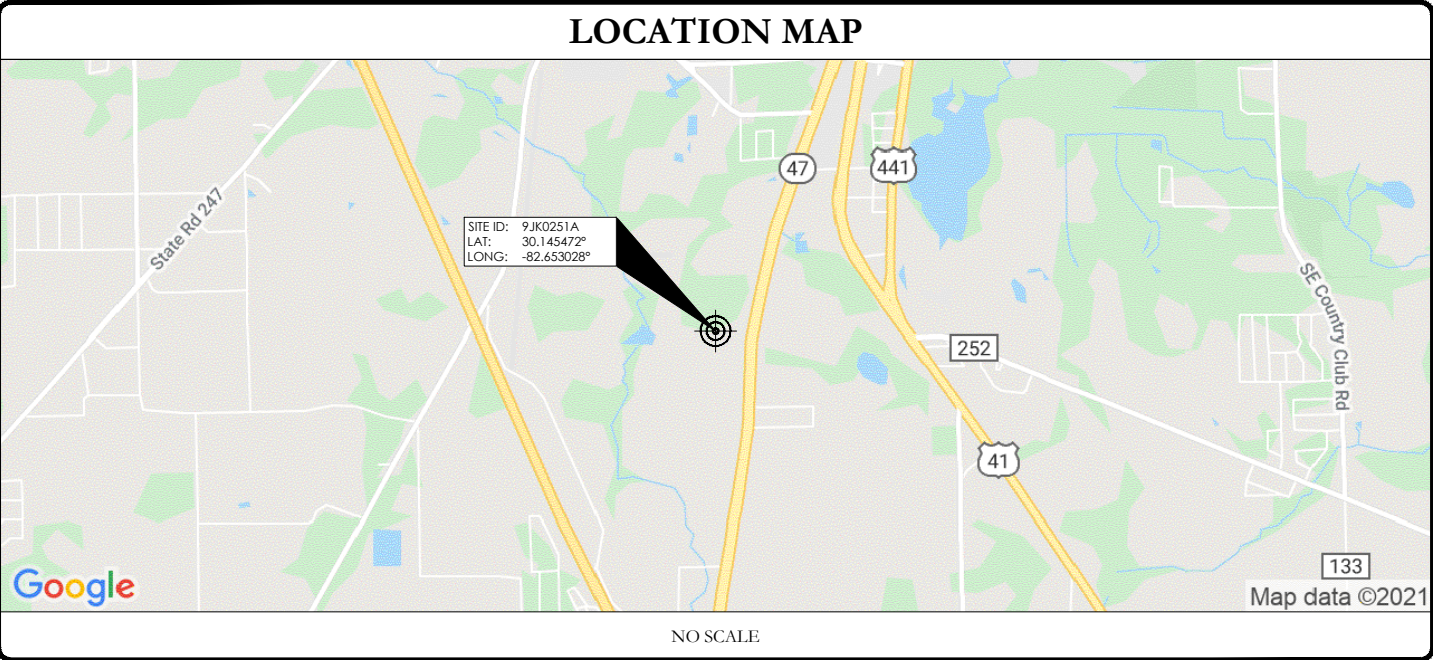 LOCATION MAP
47
441
State Rd 247
SITE ID: 9JK0251A
LAT: 30.145472°
LONG: -82.653028°
SE Country Club Rd
252
41
133
Google
Map data ©2021
NO SCALE